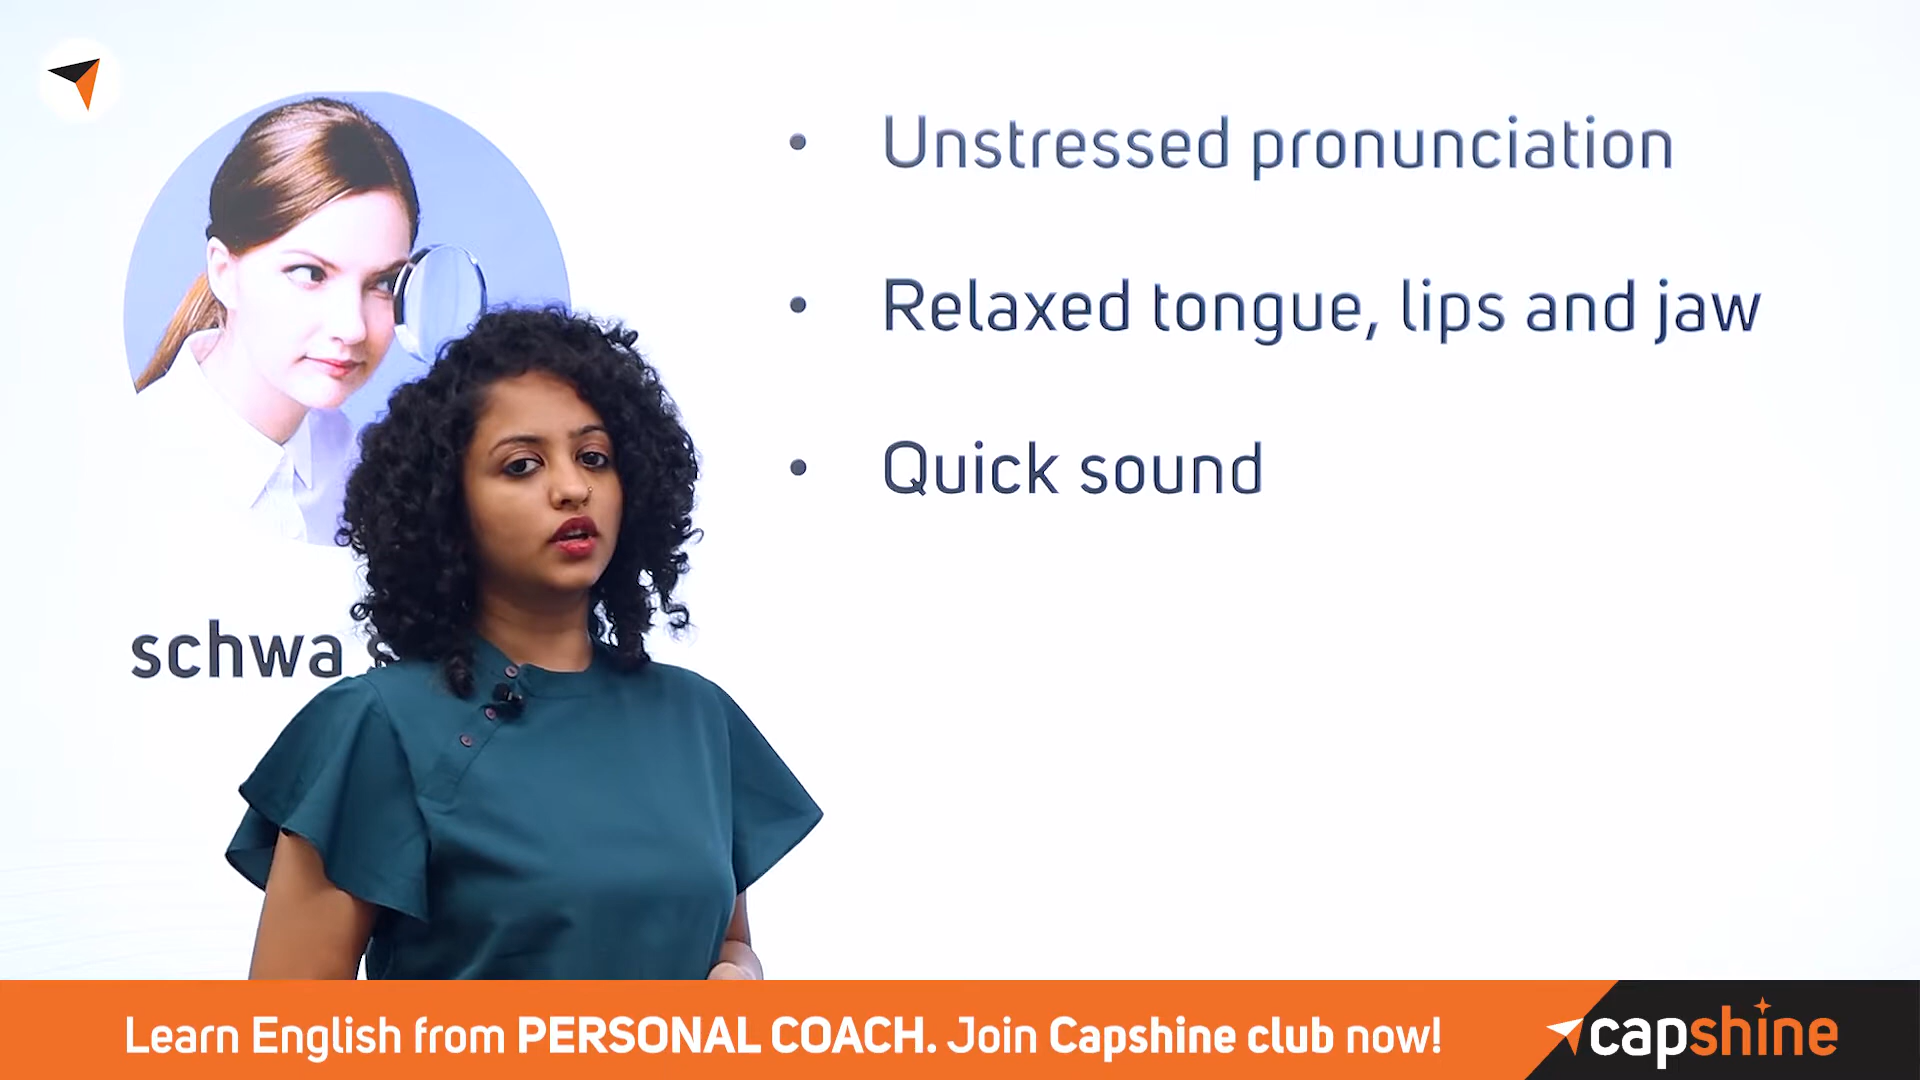 • Unstressed pronunciation
• Relaxed tongue, lips and jaw
• Quick sound
schwa
Learn English from PERSONAL COACH. Join Capshine club now!
capshine